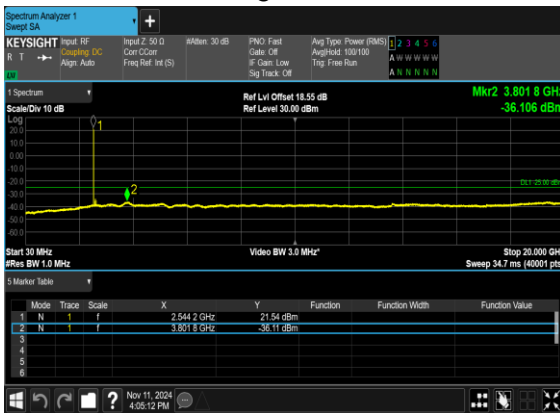 Spectrum Analyzer 1
Swept SA
KEYSIGHT
R T
LV
Input: RF
Coupling: DC
Align: Auto
Input Z: 50 Ω
Corr CCorr
Freq Ref: Int (S)
#Atten: 30 dB
PNO: Fast
Gate: Off
IF Gain: Low
Sig Track: Off
Avg Type: Power (RMS)
Avg|Hold: 100/100
Trig: Free Run
1 2 3 4 5 6
A W W W W W
A N N N N N
1 Spectrum
Scale/Div 10 dB
Ref Lvl Offset 18.55 dB
Ref Level 30.00 dBm
Mkr2 3.801 8 GHz
-36.106 dBm
Log
20.0
10.0
0.00
-10.0
-20.0
-30.0
-40.0
-50.0
-60.0
1
2
DL1 -25.00 dBm
Start 30 MHz
#Res BW 1.0 MHz
Video BW 3.0 MHz*
Stop 20.000 GH
Sweep 34.7 ms (40001 pts
5 Marker Table
Mode Trace Scale X Y Function Function Width Function Value
1 N 1 f 2.544 2 GHz 21.54 dBm
2 N 1 f 3.801 8 GHz -36.11 dBm
3
4
5
6
?
Nov 11, 2024
4:05:12 PM